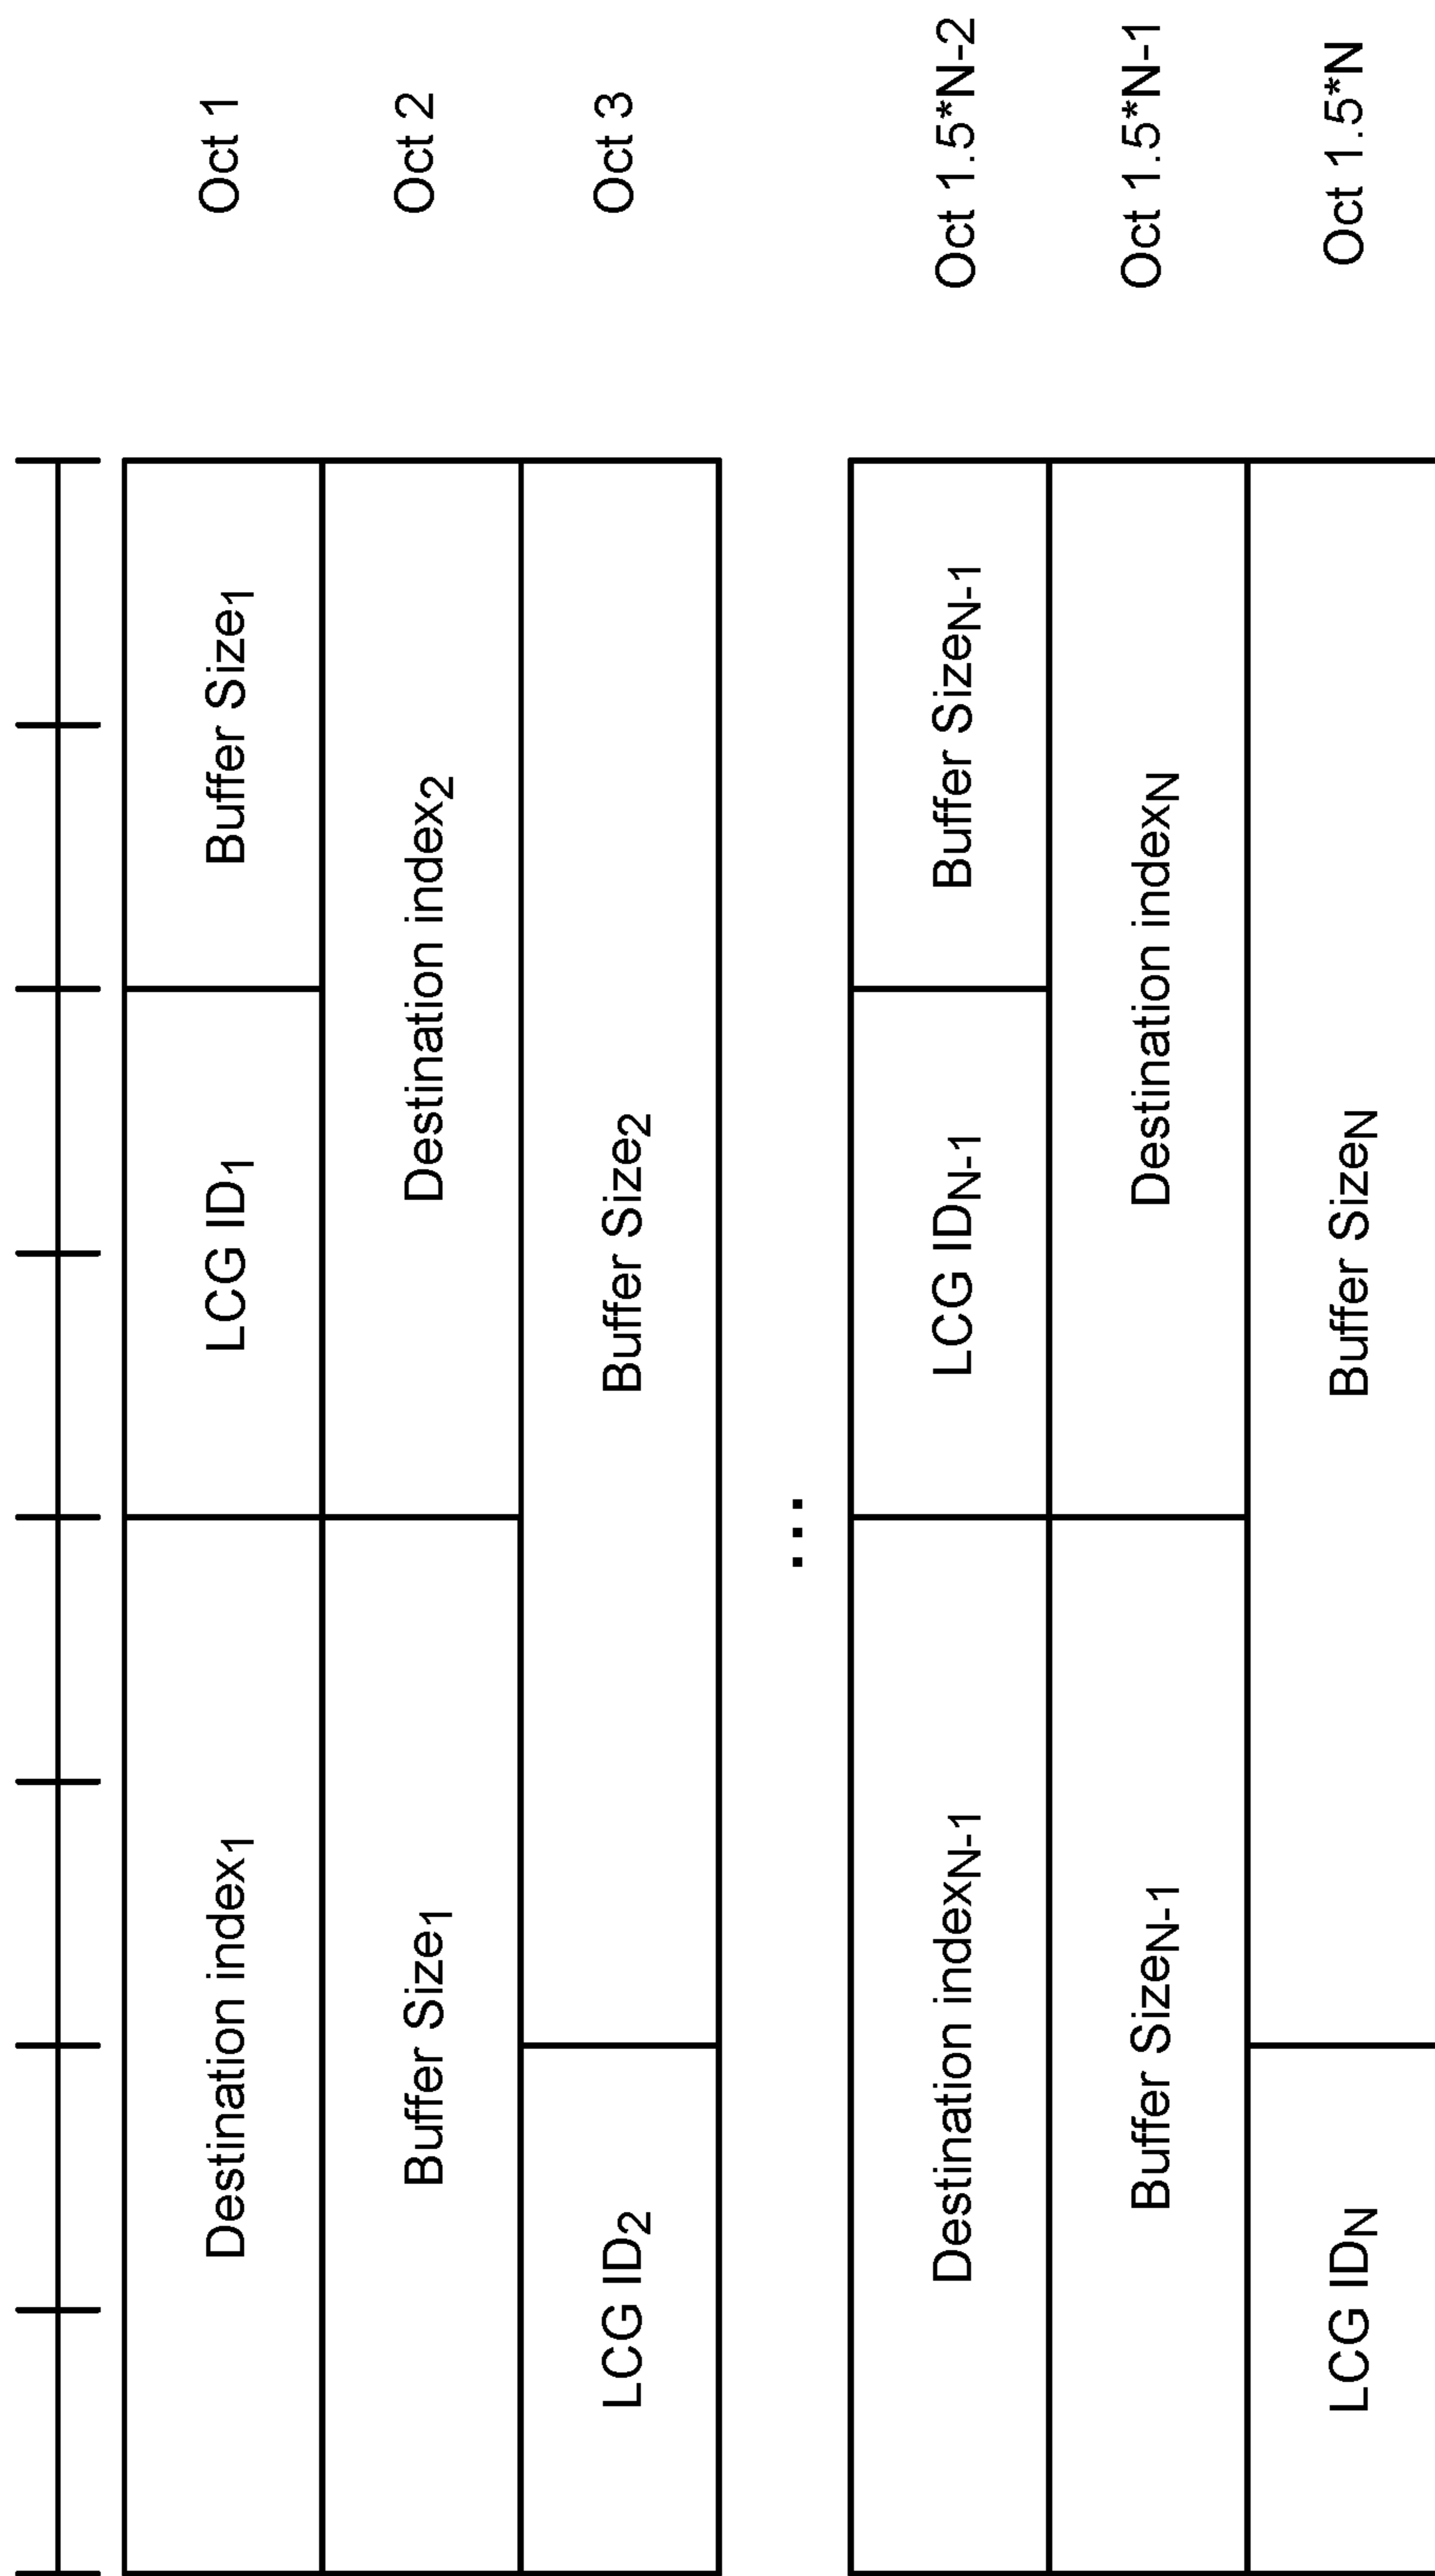 Destination index1 LCG ID1 Buffer Size1 Oct 1
Buffer Size1 Destination index2 Oct 2
LCG ID2 Buffer Size2 Oct 3
...
Destination indexN-1 LCG IDN-1 Buffer SizeN-1 Oct 1.5*N-2
Buffer SizeN-1 Destination indexN Oct 1.5*N-1
LCG IDN Buffer SizeN Oct 1.5*N